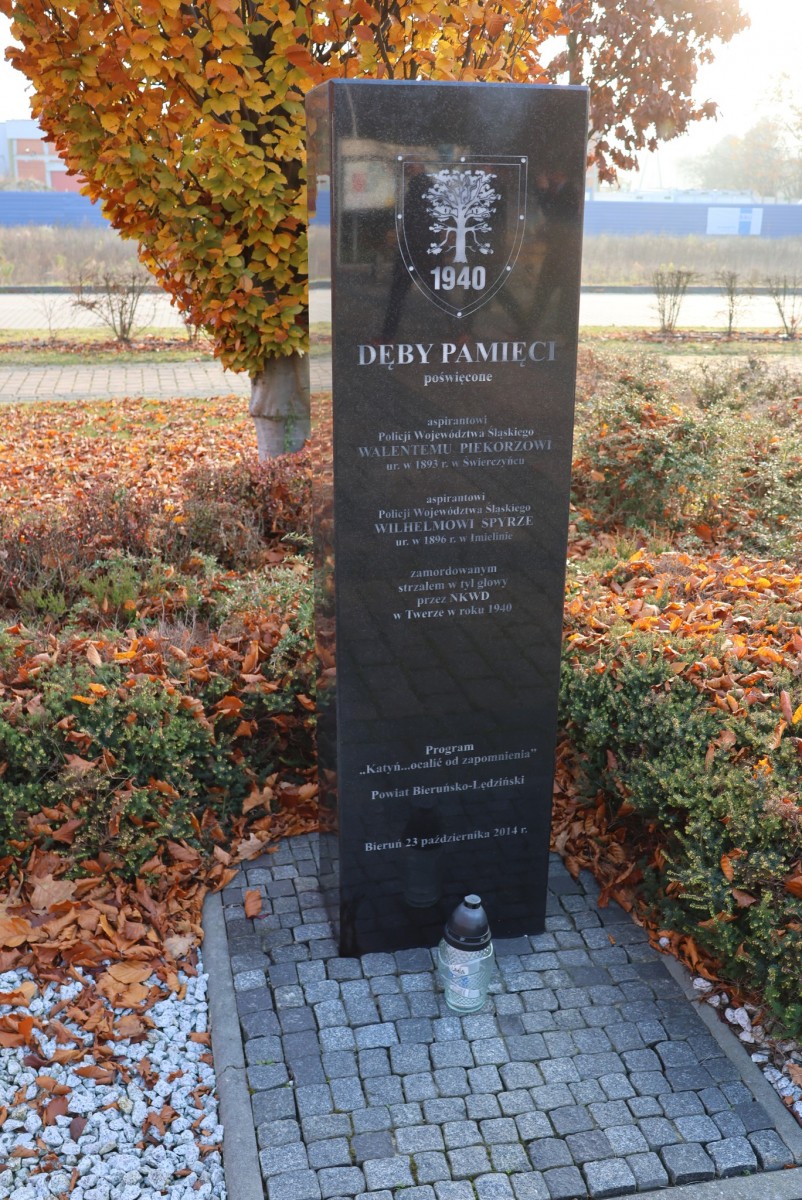 1940
DĘBY PAMIĘCI
poświęcone
aspirantowi
Policji Województwa Śląskiego
WALENTEMU PIEKORZOWI
ur. w 1893 r. w Świerczyńcu
aspirantowi
Policji Województwa Śląskiego
WILHELMOWI SPYRZE
ur. w 1896 r. w Imielinie
zamordowanym
strzałem w tył głowy
przez NKWD
w Twerze w roku 1940
Program
„Katyń...ocalić od zapomnienia”
Powiat Bieruńsko-Lędziński
Bieruń 23 października 2014 r.